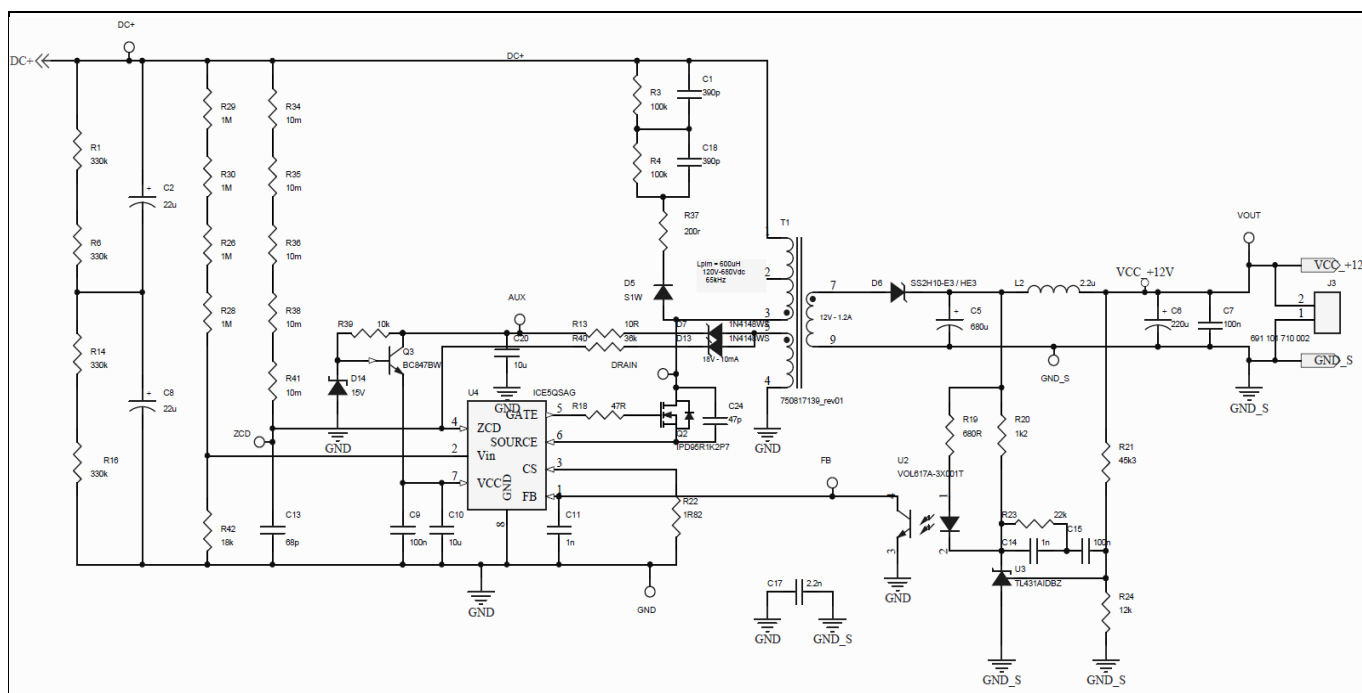 DC+
DC+
DC+
R1
330k
R6
330k
R14
330k
R16
330k
+
C2
22u
+
C8
22u
R29
1M
R30
1M
R26
1M
R28
1M
R42
18k
R34
10m
R35
10m
R36
10m
R38
10m
R41
10m
ZCD
C13
68p
R39
10k
D14
15V
GND
Q3
BC847BW
AUX
C20
10u
GND
R13
10R
R40
36k
DRAIN
D7
1N4148WS
D13
1N4148WS
18V - 10mA
R3
100k
C1
390p
R4
100k
C18
390p
R37
200r
D5
S1W
Lpim = 600uH
120V-680Vdc
65kHz
T1
1
2
3
5
4
7
9
12V - 1.2A
750817139_rev01
GND
U4
ICE5QSAG
4
ZCD
2
Vin
7
VCC
GND
8
GATE
5
SOURCE
6
CS
3
FB
1
R18
47R
Q2
IPD95R1K2P7
C24
47p
C9
100n
C10
10u
C11
1n
R22
1R82
GND
GND
D6
SS2H10-E3 / HE3
+
C5
680u
L2
2.2u
VCC_+12V
GND_S
+
C6
220u
C7
100n
VOUT
VCC_+12
J3
2
1
691 101 710 002
GND_S
GND_S
FB
U2
VOL617A-3X001T
4
3
1
2
GND
R19
680R
R20
1k2
R21
45k3
R23
22k
C14
1n
C15
100n
U3
TL431AIDBZ
R24
12k
GND_S
GND_S
C17
2.2n
GND
GND_S